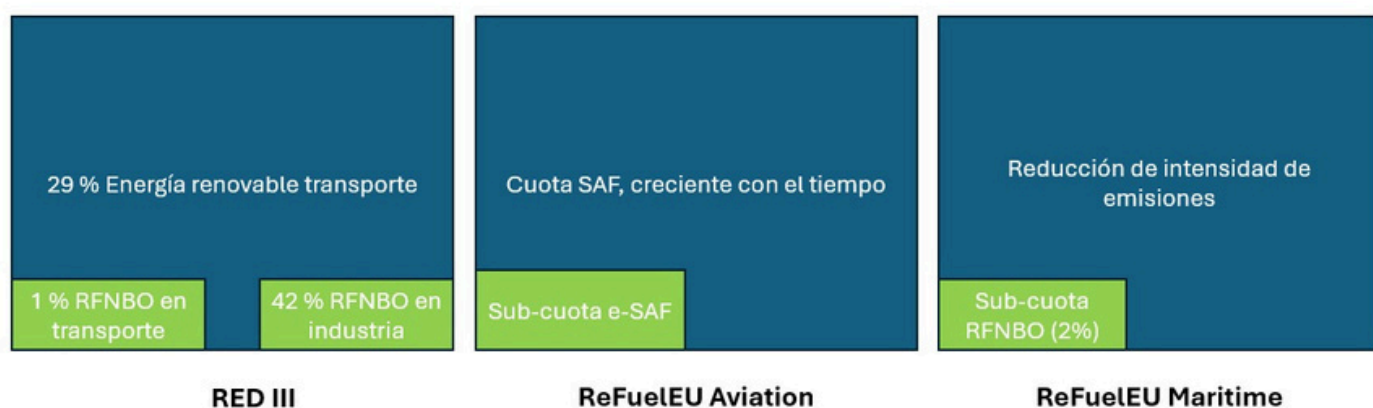 29 % Energía renovable transporte
1 % RFNBO en
transporte
42 % RFNBO en
industria
RED III
Cuota SAF, creciente con el tiempo
Sub-cuota e-SAF
ReFuelEU Aviation
Reducción de intensidad de
emisiones
Sub-cuota
RFNBO (2%)
ReFuelEU Maritime